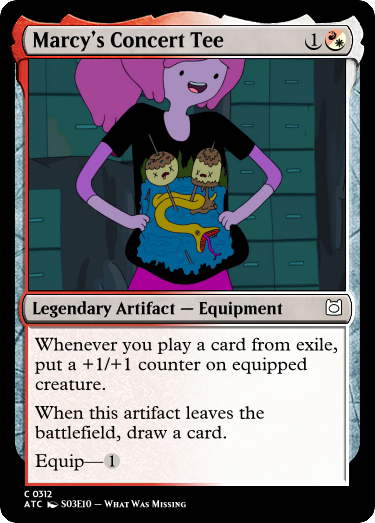 Marcy's Concert Tee 1
Legendary Artifact — Equipment
Whenever you play a card from exile,
put a +1/+1 counter on equipped
creature.
When this artifact leaves the
battlefield, draw a card.
Equip—1
C 0312
ATC S03E10 – What Was Missing